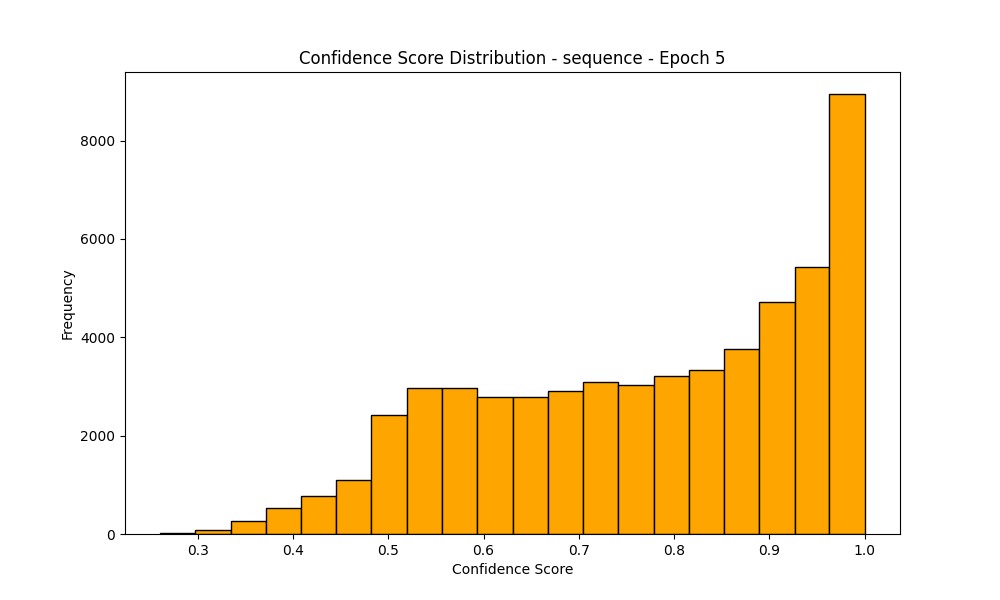 Confidence Score Distribution - sequence - Epoch 5
Frequency
8000
6000
4000
2000
0
0.3 0.4 0.5 0.6 0.7 0.8 0.9 1.0
Confidence Score